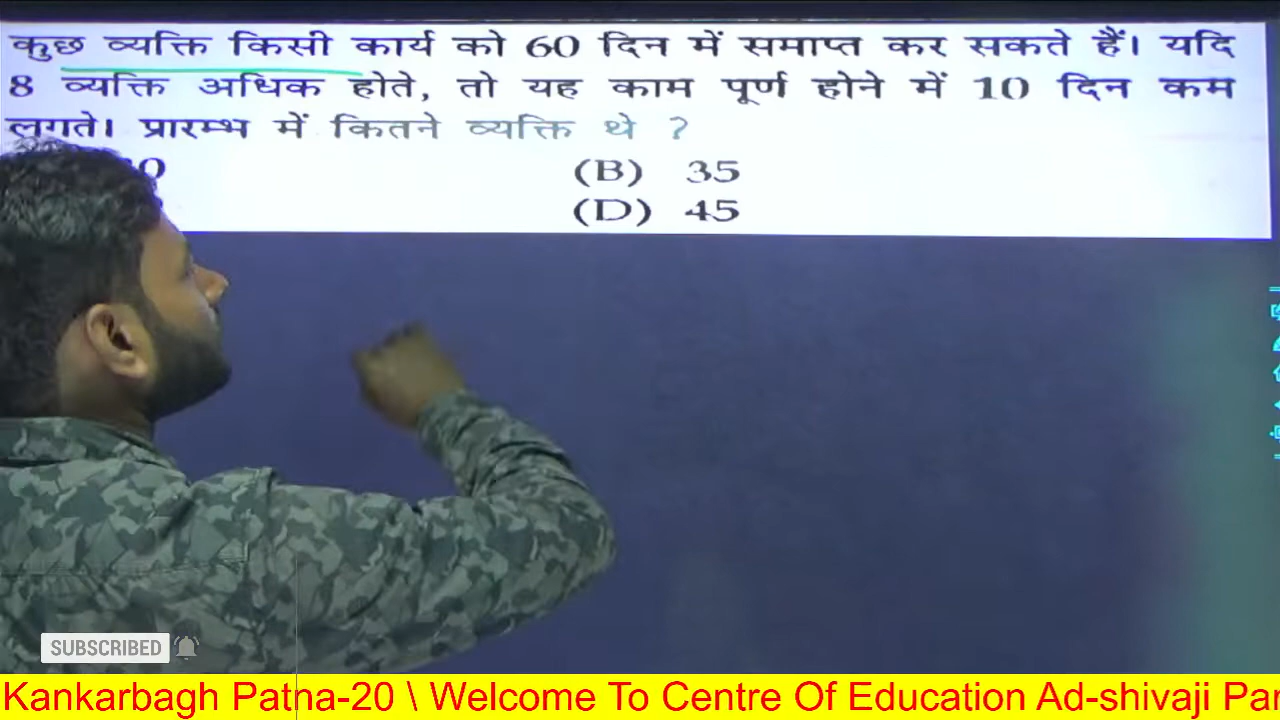 कुछ व्यक्ति किसी कार्य को 60 दिन में समाप्त कर सकते हैं। यदि
8 व्यक्ति अधिक होते, तो यह काम पूर्ण होने में 10 दिन कम
लगते। प्रारम्भ में कितने व्यक्ति थे ?
(B) 35
(D) 45
SUBSCRIBED
Kankarbagh Patna-20 \ Welcome To Centre Of Education Ad-shivaji